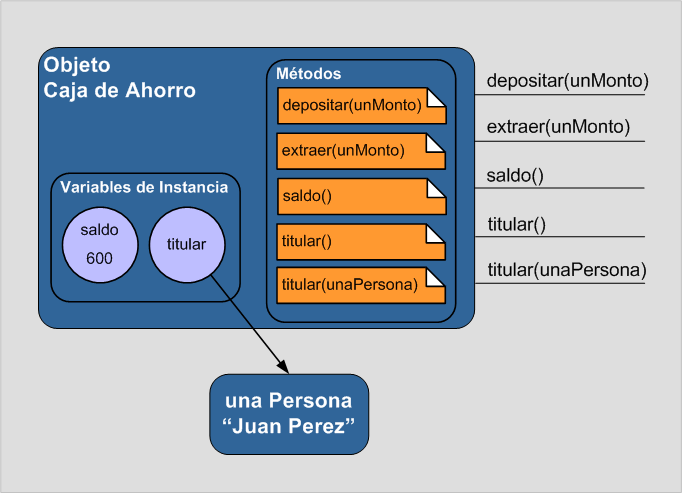 Objeto
Caja de Ahorro
Variables de Instancia
saldo
600
titular
Métodos
depositar(unMonto)
extraer(unMonto)
saldo()
titular()
titular(unaPersona)
depositar(unMonto)
extraer(unMonto)
saldo()
titular()
titular(unaPersona)
una Persona
“Juan Perez”